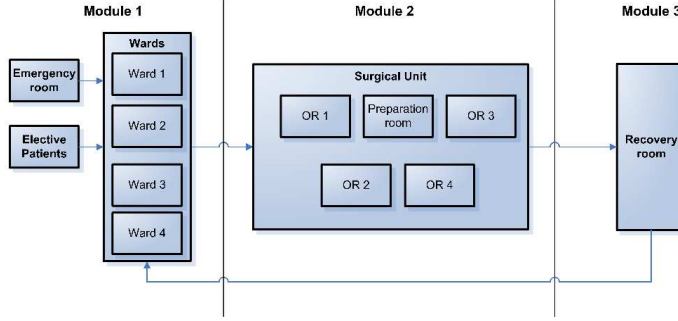 Module 1
Module 2
Module 3
Wards
Emergency
room
Ward 1
Elective
Patients
Ward 2
Ward 3
Ward 4
Surgical Unit
OR 1
Preparation
room
OR 3
OR 2
OR 4
Recovery
room